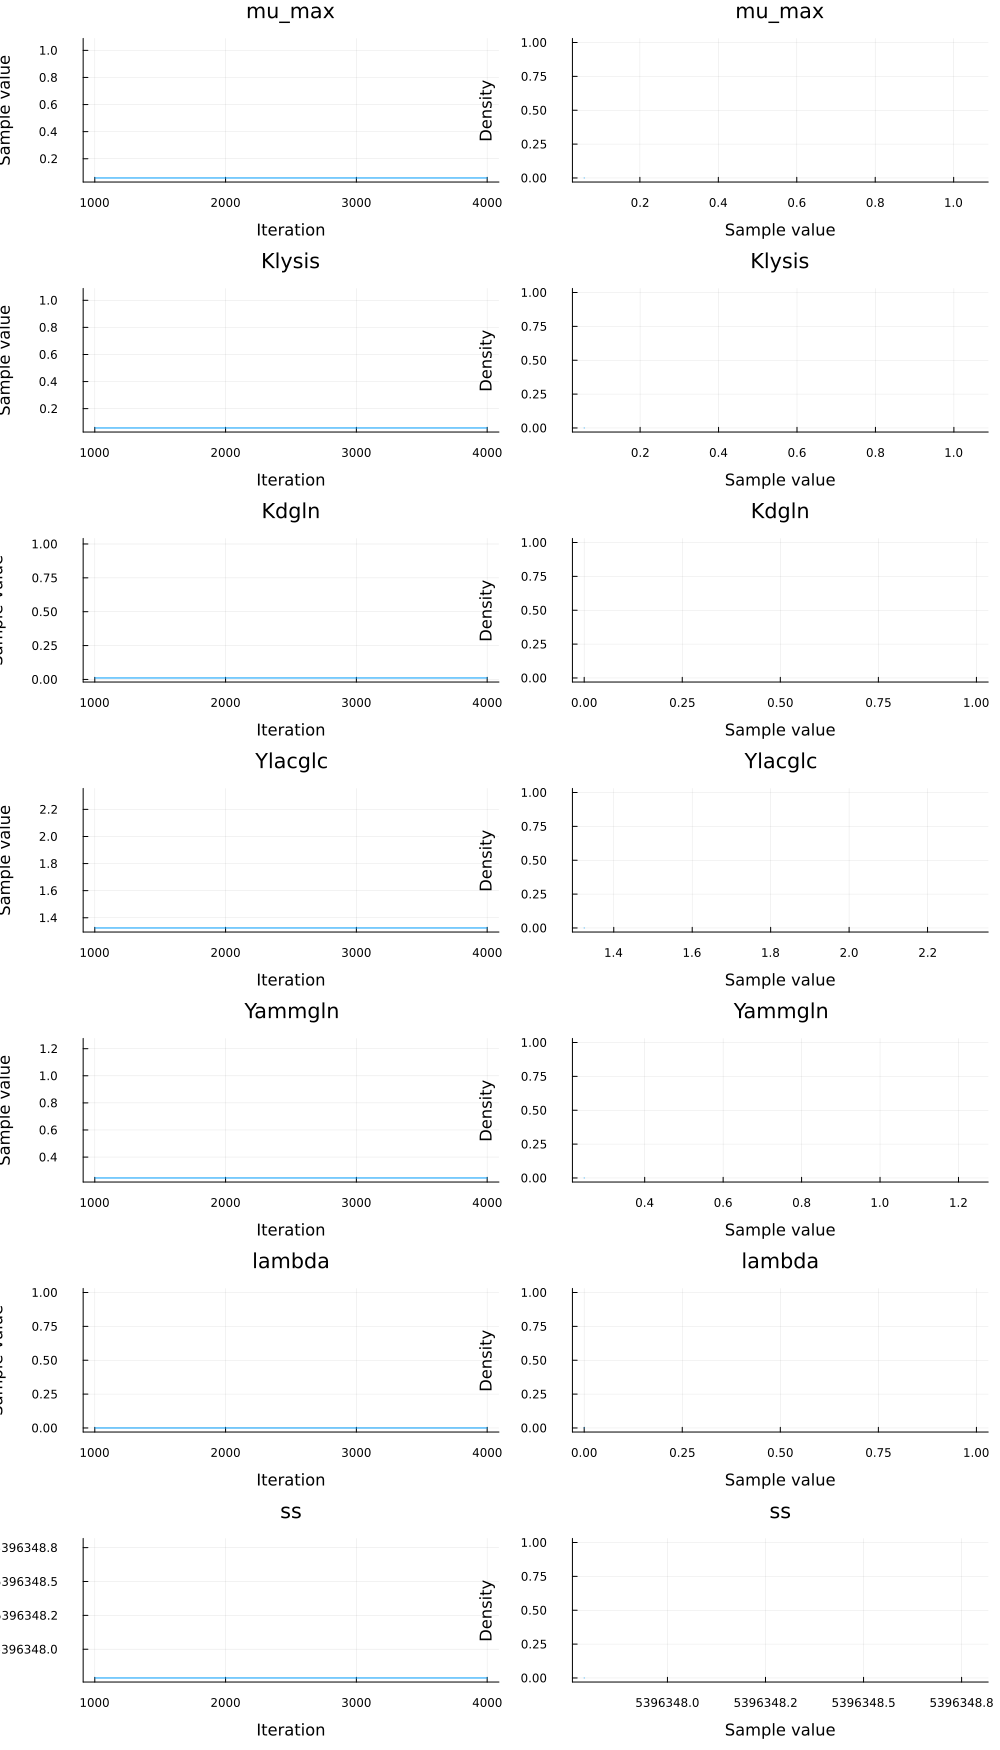 mu_max mu_max
Sample value 1.0 0.8 0.6 0.4 0.2 Density 1.00 0.75 0.50 0.25 0.00
1000 2000 3000 4000 0.2 0.4 0.6 0.8 1.0
Iteration Sample value
Klysis Klysis
Sample value 1.0 0.8 0.6 0.4 0.2 Density 1.00 0.75 0.50 0.25 0.00
1000 2000 3000 4000 0.2 0.4 0.6 0.8 1.0
Iteration Sample value
Kdgln Kdgln
Sample value 1.00 0.75 0.50 0.25 0.00 Density 1.00 0.75 0.50 0.25 0.00
1000 2000 3000 4000 0.00 0.25 0.50 0.75 1.00
Iteration Sample value
Ylacglc Ylacglc
Sample value 2.2 2.0 1.8 1.6 1.4 Density 1.00 0.75 0.50 0.25 0.00
1000 2000 3000 4000 1.4 1.6 1.8 2.0 2.2
Iteration Sample value
Yammgln Yammgln
Sample value 1.2 1.0 0.8 0.6 0.4 Density 1.00 0.75 0.50 0.25 0.00
1000 2000 3000 4000 0.4 0.6 0.8 1.0 1.2
Iteration Sample value
lambda lambda
Sample value 1.00 0.75 0.50 0.25 0.00 Density 1.00 0.75 0.50 0.25 0.00
1000 2000 3000 4000 0.00 0.25 0.50 0.75 1.00
Iteration Sample value
ss ss
396348.8 396348.5 396348.2 396348.0 Density 1.00 0.75 0.50 0.25 0.00
1000 2000 3000 4000 5396348.0 5396348.2 5396348.5 5396348.8
Iteration Sample value